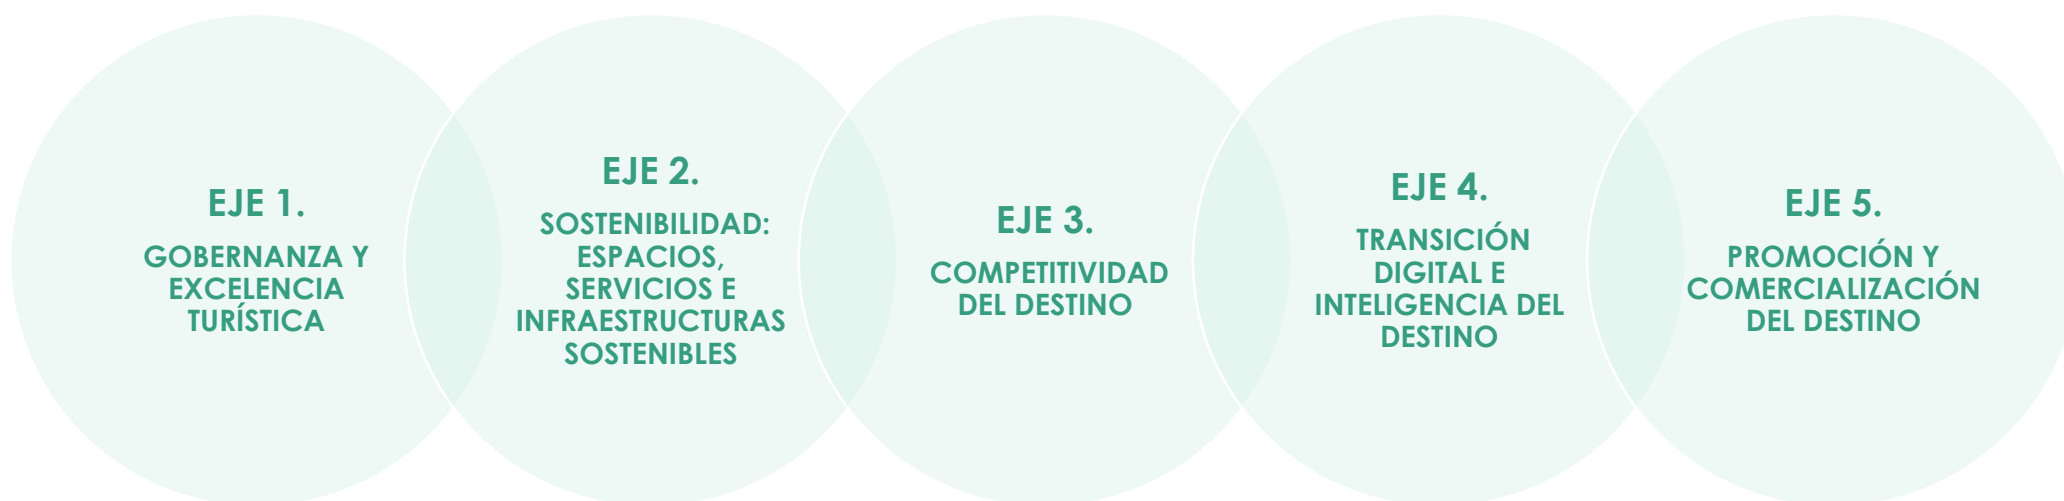 EJE 1.
GOBERNANZA Y
EXCELENCIA
TURÍSTICA
EJE 2.
SOSTENIBILIDAD:
ESPACIOS,
SERVICIOS E
INFRAESTRUCTURAS
SOSTENIBLES
EJE 3.
COMPETITIVIDAD
DEL DESTINO
EJE 4.
TRANSICIÓN
DIGITAL E
INTELIGENCIA DEL
DESTINO
EJE 5.
PROMOCIÓN Y
COMERCIALIZACIÓN
DEL DESTINO